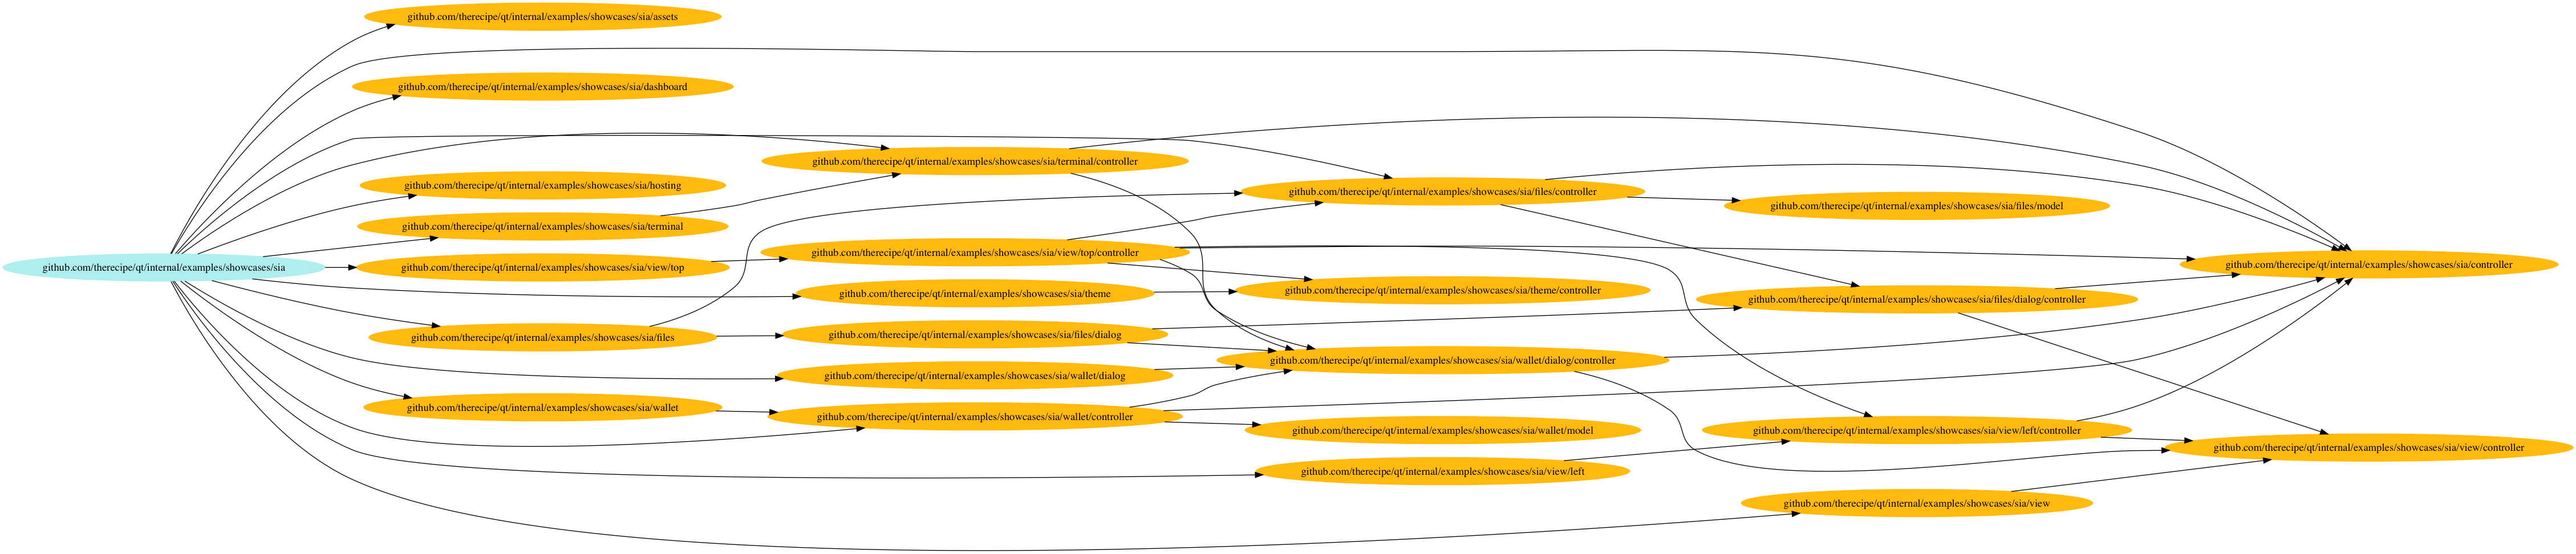 github.com/therecipe/qt/internal/examples/showcases/sia/assets
github.com/therecipe/qt/internal/examples/showcases/sia/dashboard
github.com/therecipe/qt/internal/examples/showcases/sia/terminal/controller
github.com/therecipe/qt/internal/examples/showcases/sia/hosting
github.com/therecipe/qt/internal/examples/showcases/sia/files/controller
github.com/therecipe/qt/internal/examples/showcases/sia/files/model
github.com/therecipe/qt/internal/examples/showcases/sia/terminal
github.com/therecipe/qt/internal/examples/showcases/sia/view/top/controller
github.com/therecipe/qt/internal/examples/showcases/sia/controller
github.com/therecipe/qt/internal/examples/showcases/sia
github.com/therecipe/qt/internal/examples/showcases/sia/view/top
github.com/therecipe/qt/internal/examples/showcases/sia/theme
github.com/therecipe/qt/internal/examples/showcases/sia/theme/controller
github.com/therecipe/qt/internal/examples/showcases/sia/files/dialog/controller
github.com/therecipe/qt/internal/examples/showcases/sia/files
github.com/therecipe/qt/internal/examples/showcases/sia/files/dialog
github.com/therecipe/qt/internal/examples/showcases/sia/wallet/dialog/controller
github.com/therecipe/qt/internal/examples/showcases/sia/wallet/dialog
github.com/therecipe/qt/internal/examples/showcases/sia/wallet
github.com/therecipe/qt/internal/examples/showcases/sia/wallet/controller
github.com/therecipe/qt/internal/examples/showcases/sia/wallet/model
github.com/therecipe/qt/internal/examples/showcases/sia/view/left/controller
github.com/therecipe/qt/internal/examples/showcases/sia/view/controller
github.com/therecipe/qt/internal/examples/showcases/sia/view/left
github.com/therecipe/qt/internal/examples/showcases/sia/view